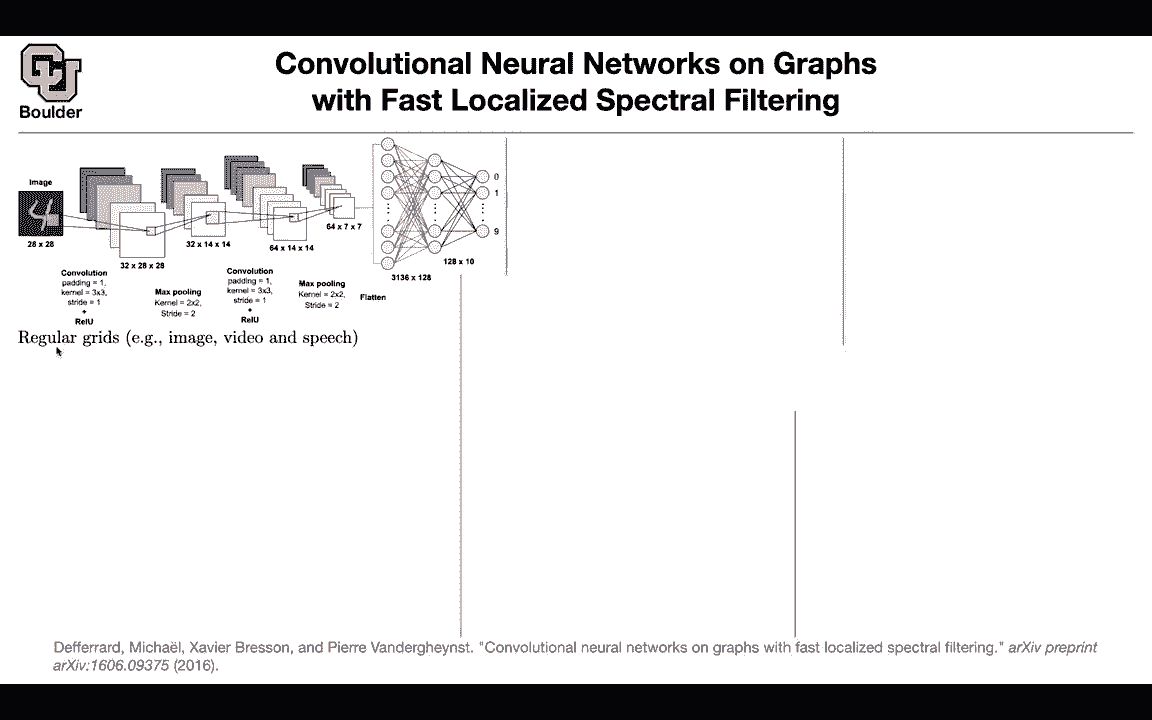 Boulder
Convolutional Neural Networks on Graphs
with Fast Localized Spectral Filtering
Image
28 x 28
32 x 28 x 28
32 x 14 x 14
64 x 14 x 14
64 x 7 x 7
0
1
9
128 x 10
3136 x 128
Convolution
padding = 1,
kernel = 3x3,
stride = 1
+
RelU
Max pooling
Kernel = 2x2,
Stride = 2
Convolution
padding = 1,
kernel = 3x3,
stride = 1
+
RelU
Max pooling
Kernel = 2x2,
Stride = 2
Flatten
Regular grids (e.g., image, video and speech)
Defferrard, Michaël, Xavier Bresson, and Pierre Vandergheynst. "Convolutional neural networks on graphs with fast localized spectral filtering." arXiv preprint
arXiv:1606.09375 (2016).